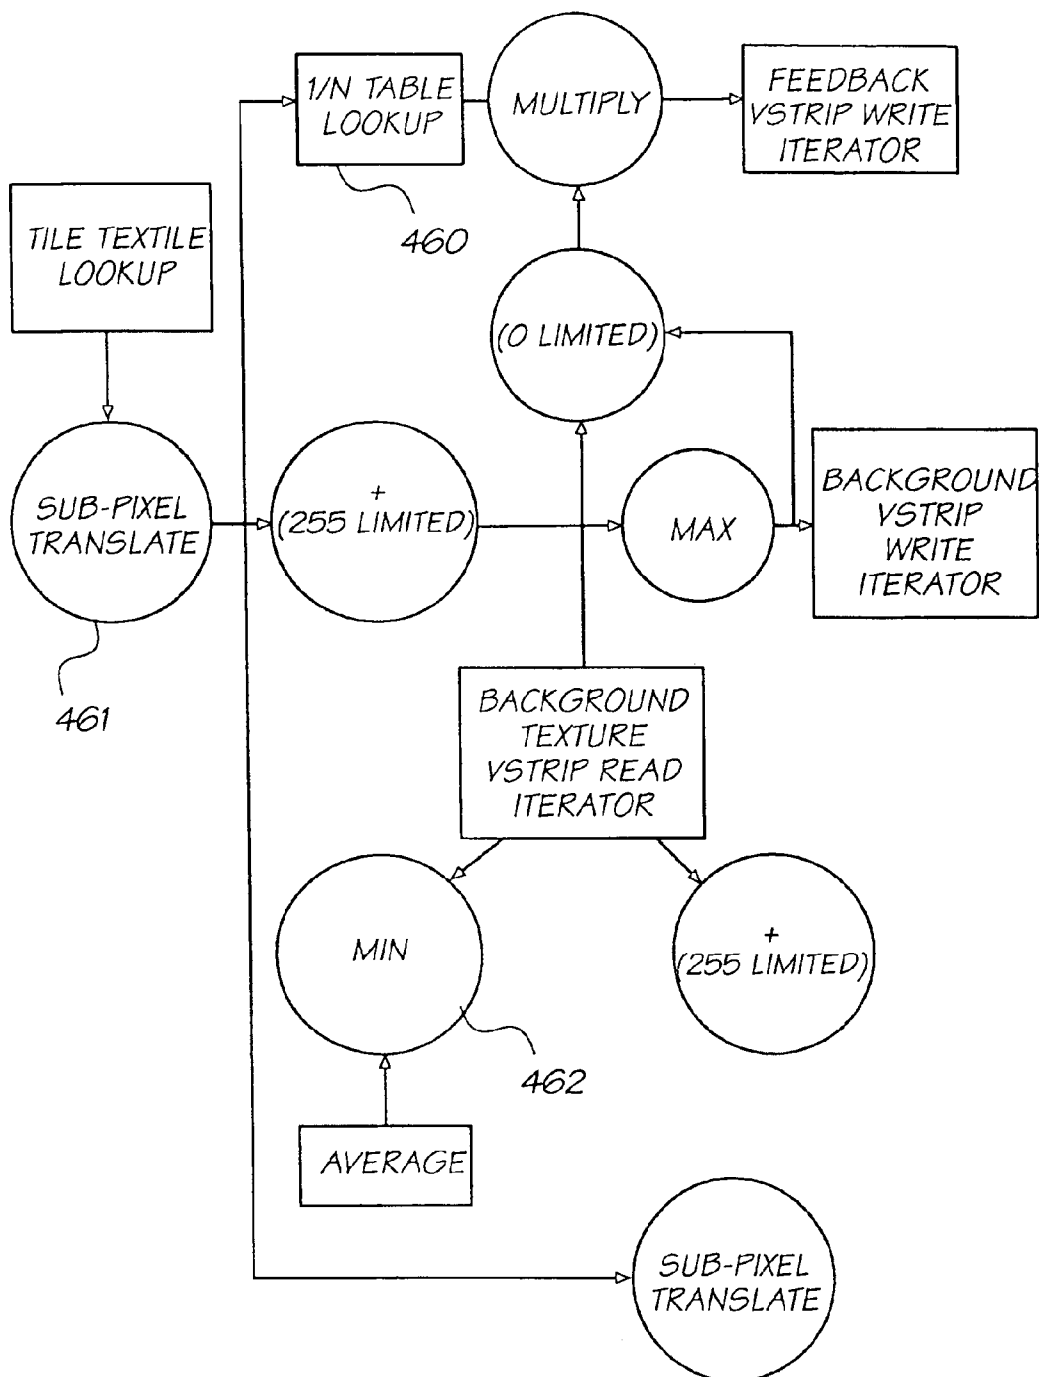 1/N TABLE
LOOKUP
MULTIPLY
FEEDBACK
VSTRIP WRITE
ITERATOR
460
TILE TEXTILE
LOOKUP
(0 LIMITED)
SUB-PIXEL
TRANSLATE
+
(255 LIMITED)
MAX
BACKGROUND
VSTRIP
WRITE
ITERATOR
461
BACKGROUND
TEXTURE
VSTRIP READ
ITERATOR
MIN
+
(255 LIMITED)
462
AVERAGE
SUB-PIXEL
TRANSLATE